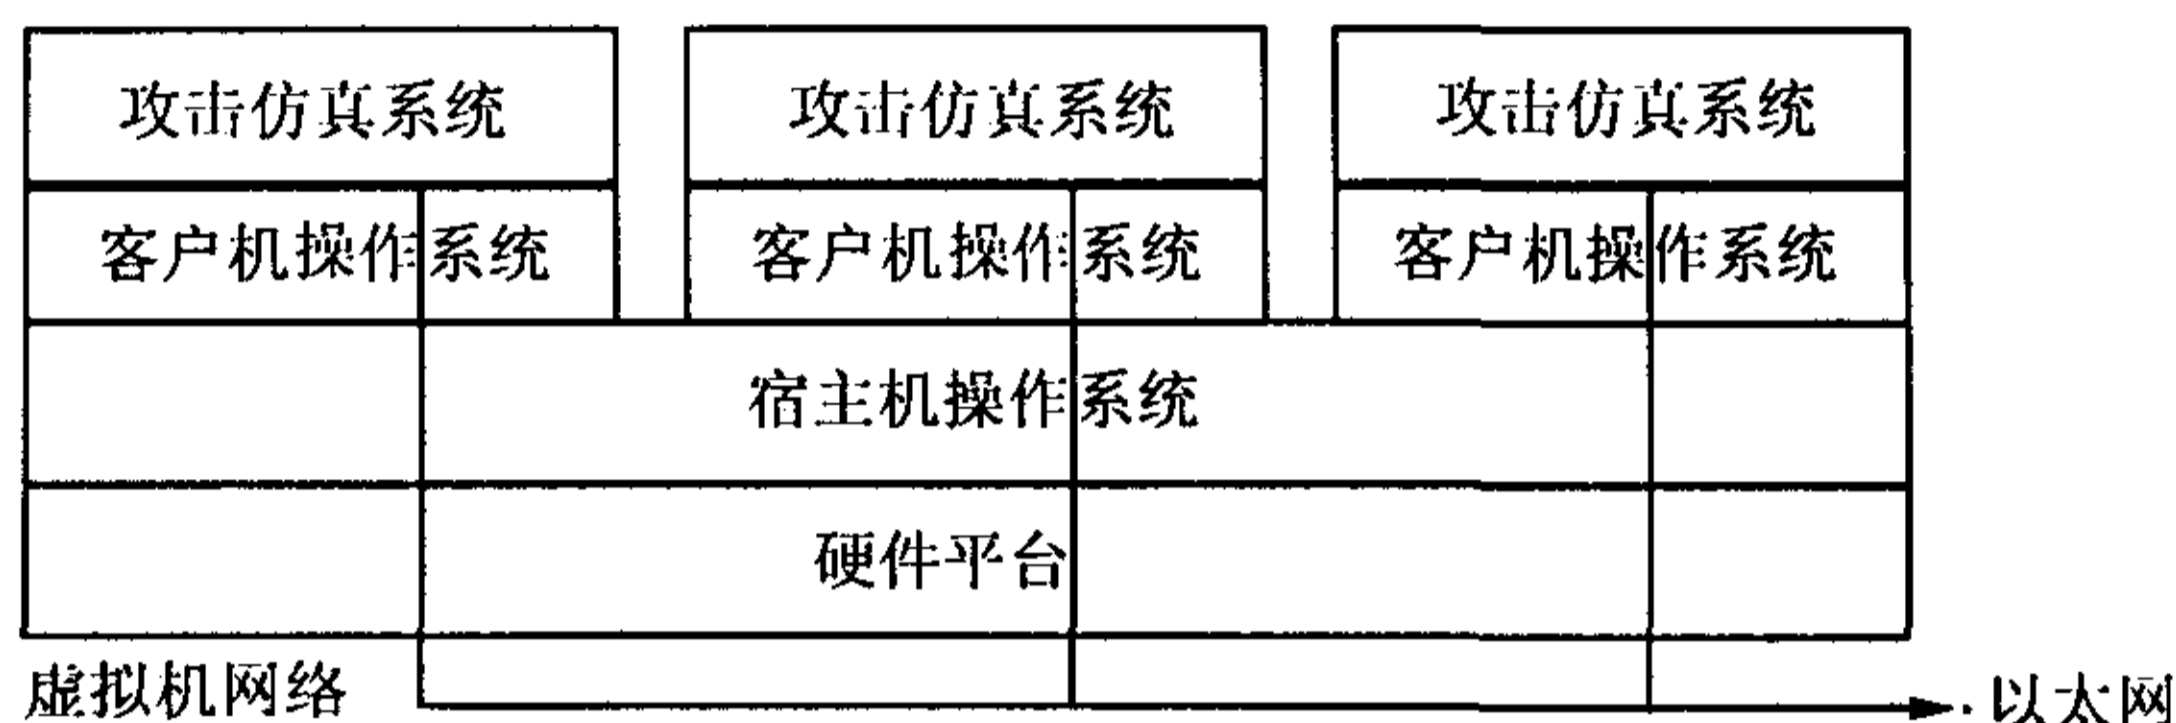 攻击仿真系统 攻击仿真系统 攻击仿真系统
客户机操作系统 客户机操作系统 客户机操作系统
宿主机操作系统
硬件平台
虚拟机网络 以太网